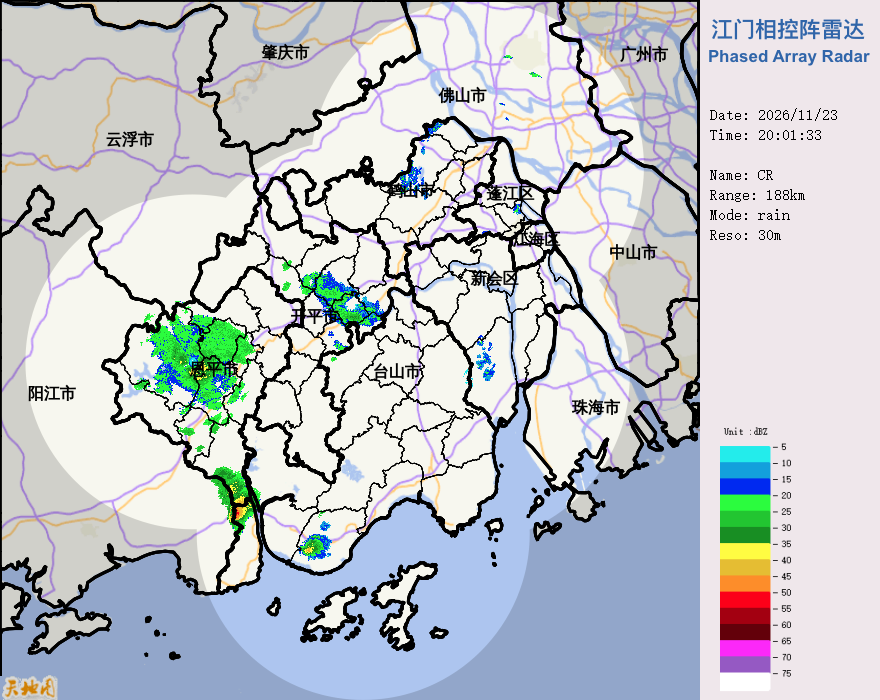 江门相控阵雷达
Phased Array Radar
Date: 2026/11/23
Time: 20:01:33
Name: CR
Range: 188km
Mode: rain
Reso: 30m
肇庆市
广州市
佛山市
云浮市
鹤山市
蓬江区
江海区
中山市
新会区
开平市
恩平市
台山市
阳江市
珠海市
Unit : dBZ
5
10
15
20
25
30
35
40
45
50
55
60
65
70
75